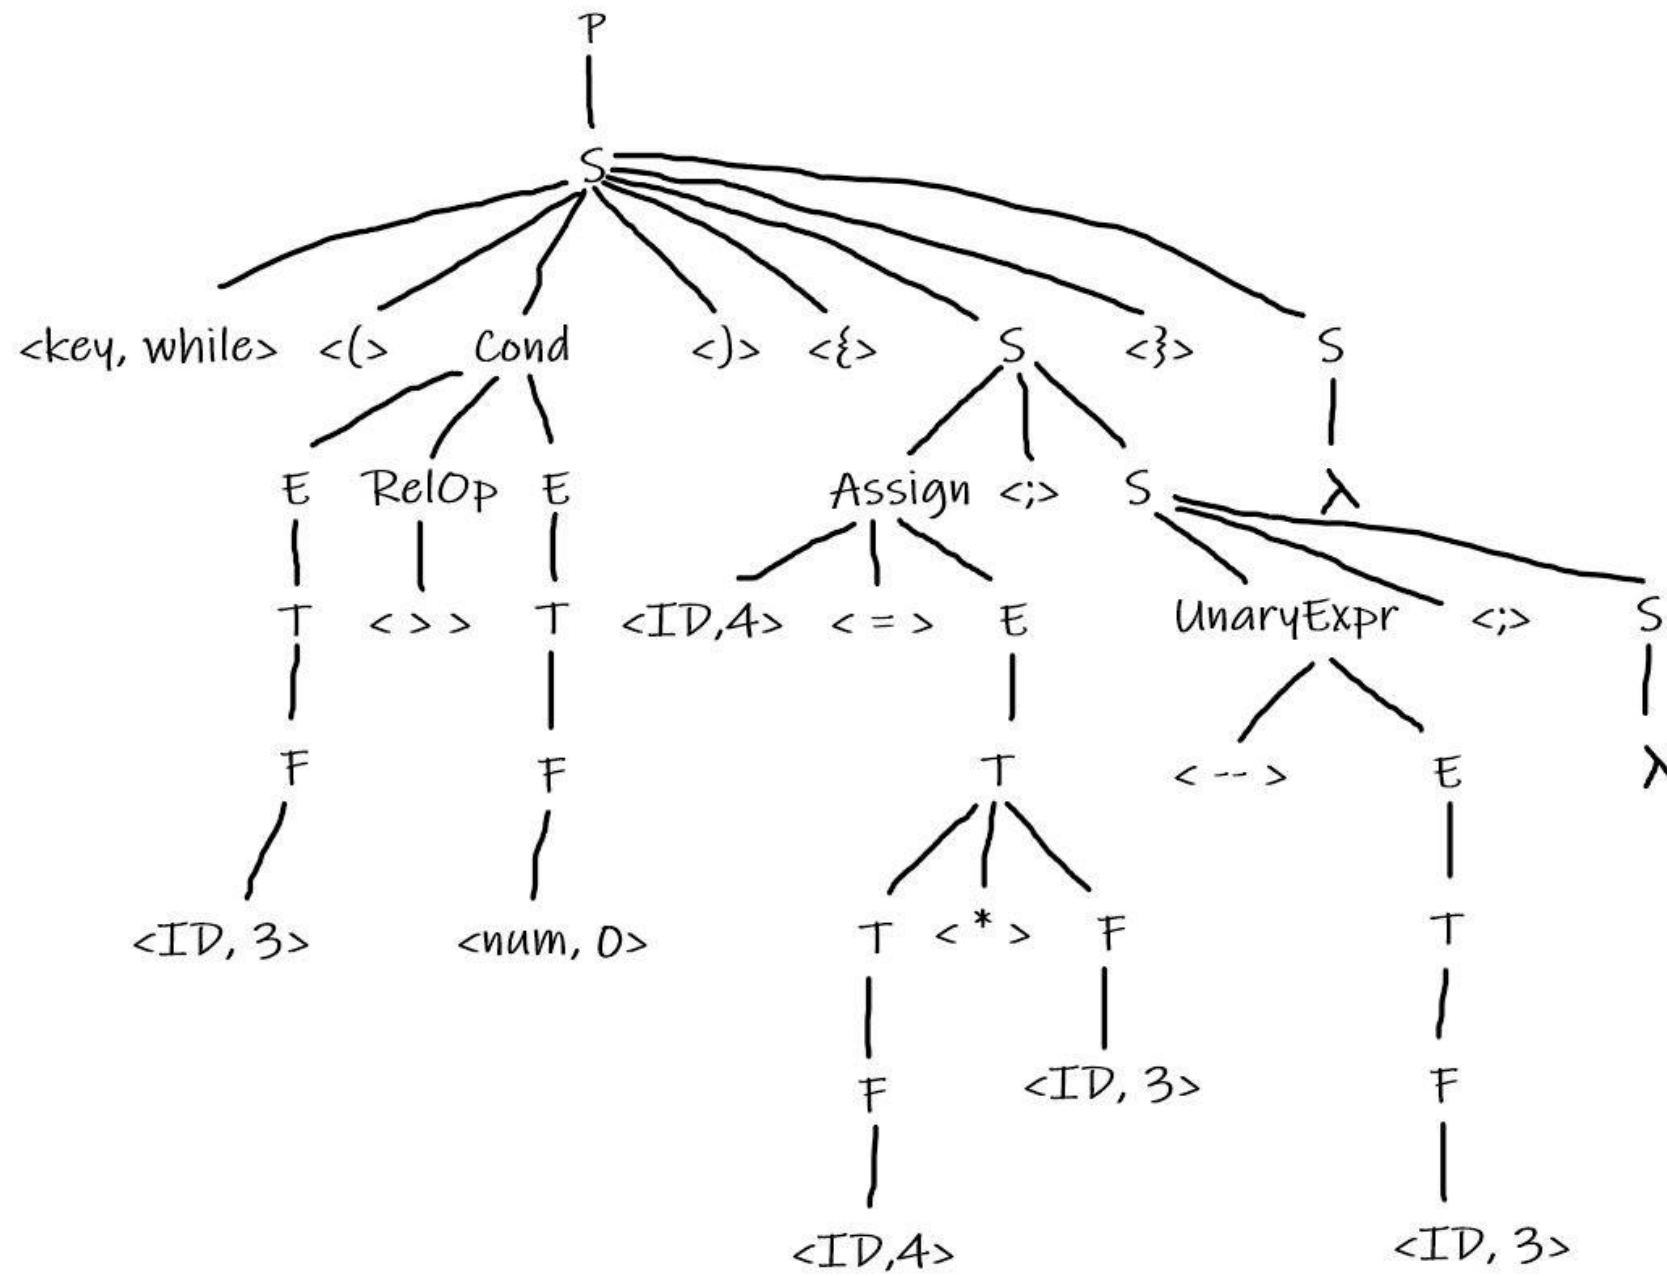 P
S
<key, while> <(> Cond <)> <{> S <}> S
E RelOp E Assign <;> S λ
T < > > T <ID,4> < = > E UnaryExpr <;> S
F F T < -- > E λ
<ID, 3> <num, 0> T < * > F T
F <ID, 3> F
<ID,4> <ID, 3>